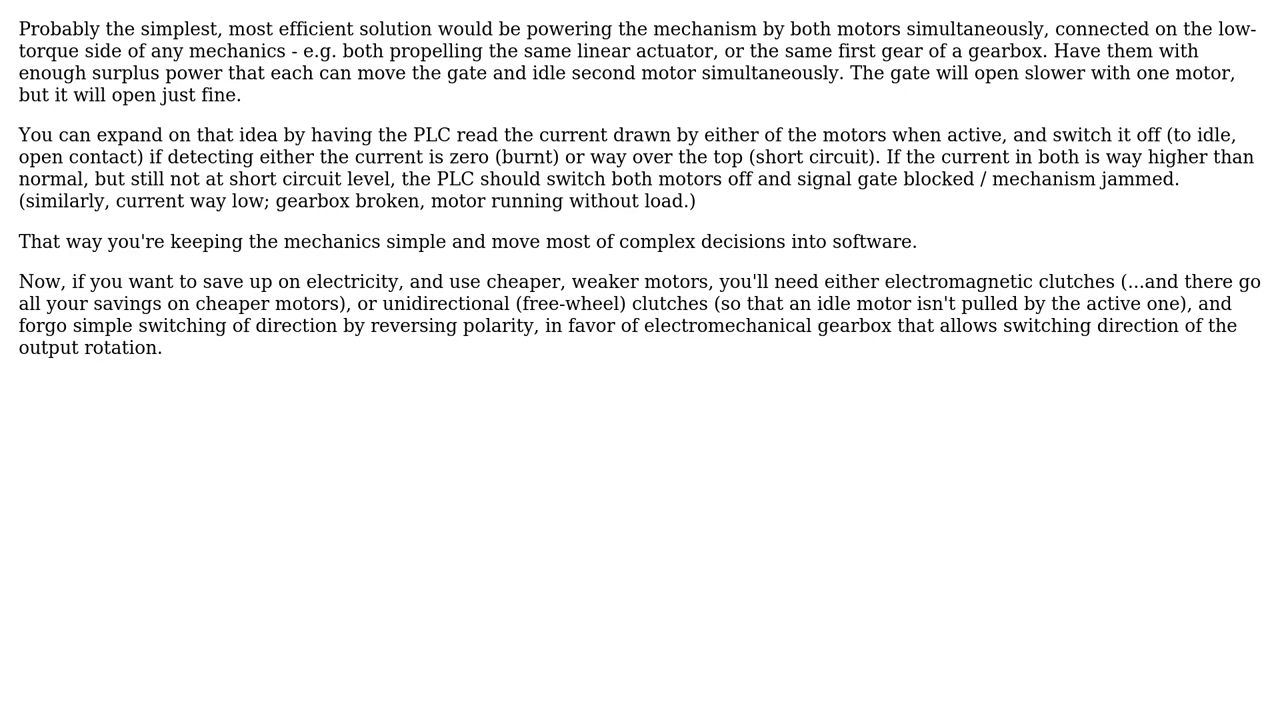 Probably the simplest, most efficient solution would be powering the mechanism by both motors simultaneously, connected on the low-
torque side of any mechanics - e.g. both propelling the same linear actuator, or the same first gear of a gearbox. Have them with
enough surplus power that each can move the gate and idle second motor simultaneously. The gate will open slower with one motor,
but it will open just fine.
You can expand on that idea by having the PLC read the current drawn by either of the motors when active, and switch it off (to idle,
open contact) if detecting either the current is zero (burnt) or way over the top (short circuit). If the current in both is way higher than
normal, but still not at short circuit level, the PLC should switch both motors off and signal gate blocked / mechanism jammed.
(similarly, current way low; gearbox broken, motor running without load.)
That way you're keeping the mechanics simple and move most of complex decisions into software.
Now, if you want to save up on electricity, and use cheaper, weaker motors, you'll need either electromagnetic clutches (...and there go
all your savings on cheaper motors), or unidirectional (free-wheel) clutches (so that an idle motor isn't pulled by the active one), and
forgo simple switching of direction by reversing polarity, in favor of electromechanical gearbox that allows switching direction of the
output rotation.